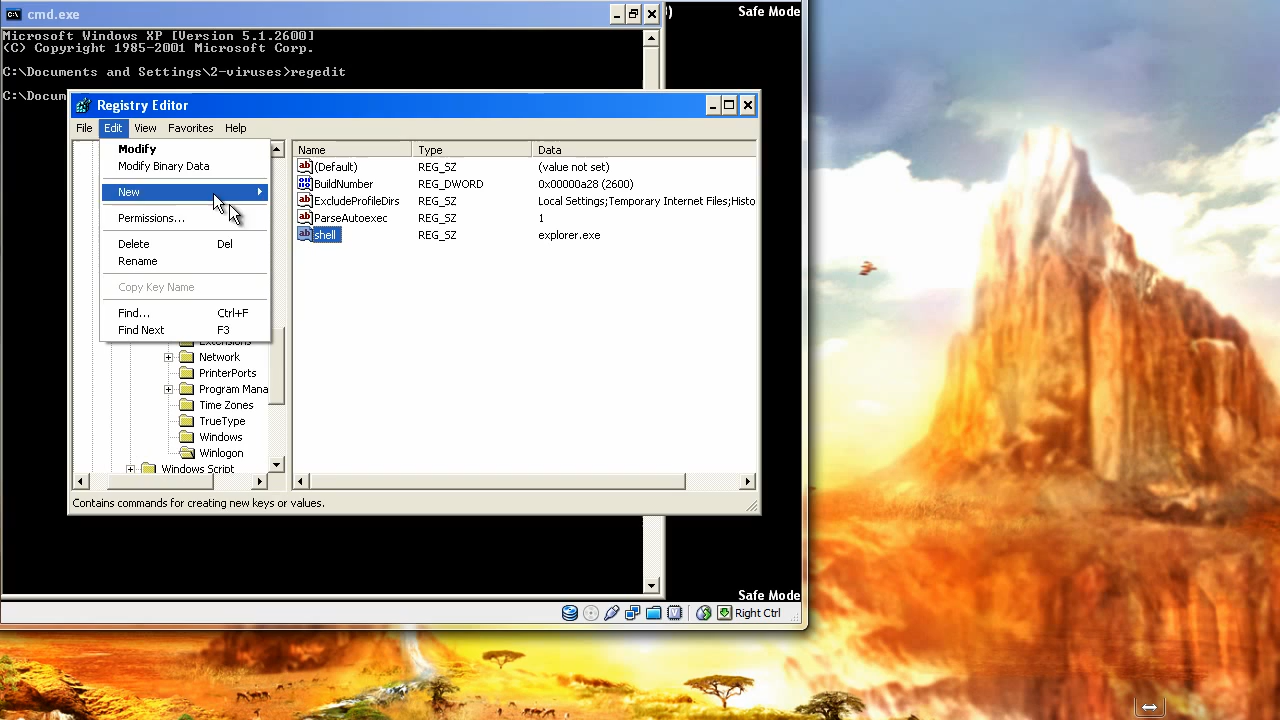 cmd.exe
) Safe Mode
Microsoft Windows XP [Version 5.1.2600]
(C) Copyright 1985-2001 Microsoft Corp.
C:\Documents and Settings\2-viruses>regedit
C:\Docum
Registry Editor
File Edit View Favorites Help
Modify
Modify Binary Data
New
Permissions...
Delete Del
Rename
Copy Key Name
Find... Ctrl+F
Find Next F3
Extensions
Network
PrinterPorts
Program Mana
Time Zones
TrueType
Windows
Winlogon
Windows Script
Name Type Data
(Default) REG_SZ (value not set)
BuildNumber REG_DWORD 0x00000a28 (2600)
ExcludeProfileDirs REG_SZ Local Settings;Temporary Internet Files;Histo
ParseAutoexec REG_SZ 1
shell REG_SZ explorer.exe
Contains commands for creating new keys or values.
Safe Mode
Right Ctrl